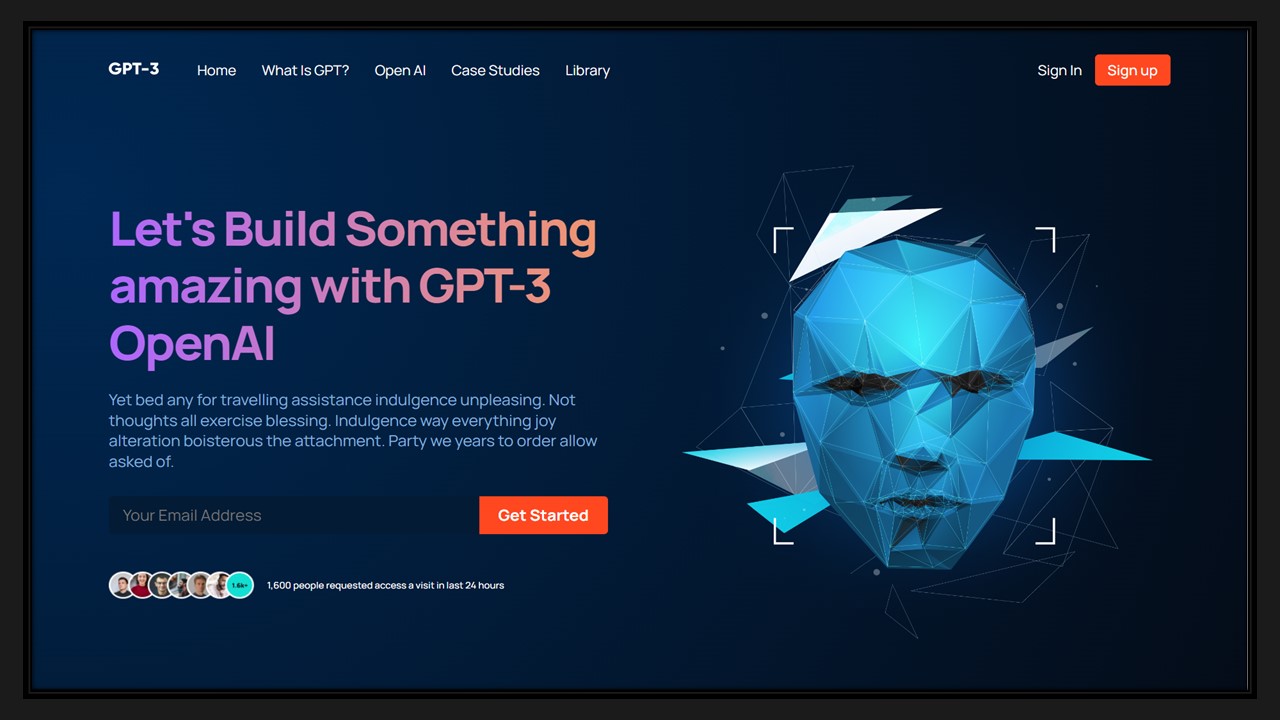 GPT-3
Home
What Is GPT?
Open AI
Case Studies
Library
Sign In
Sign up
Let's Build Something
amazing with GPT-3
OpenAI
Yet bed any for travelling assistance indulgence unpleasing. Not
thoughts all exercise blessing. Indulgence way everything joy
alteration boisterous the attachment. Party we years to order allow
asked of.
Your Email Address
Get Started
1.6k+
1,600 people requested access a visit in last 24 hours